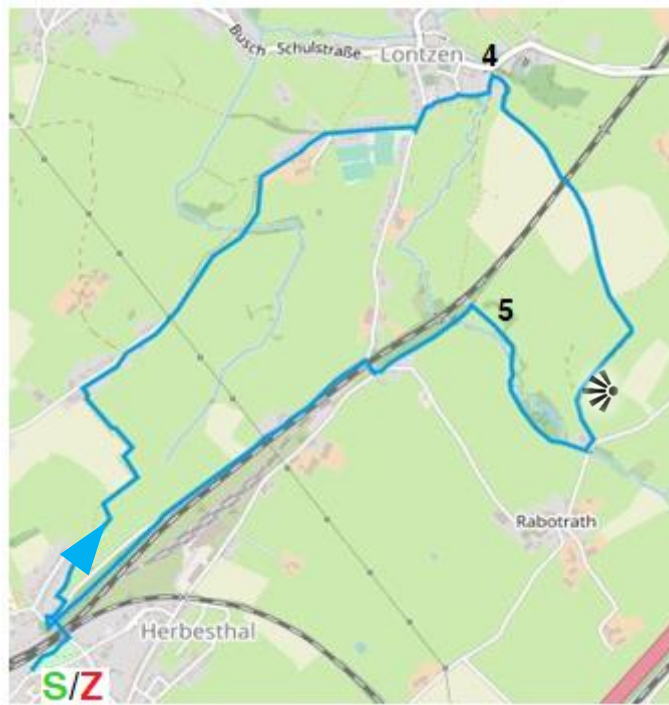 Busch Schulstraße
Lontzen
4
5
Rabotrath
Herbesthal
S/Z